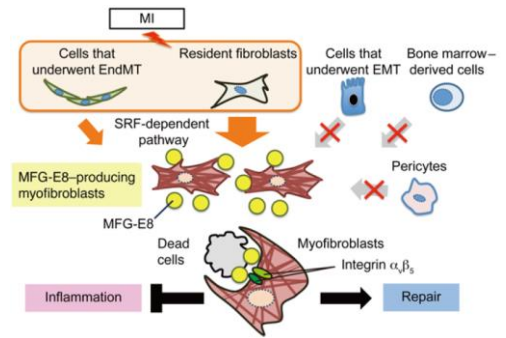 MI
Cells that
underwent EndMT
Resident fibroblasts
Cells that
underwent EMT
Bone marrow–
derived cells
SRF-dependent
pathway
MFG-E8–producing
myofibroblasts
Pericytes
MFG-E8
Dead
cells
Myofibroblasts
Integrin αvβ5
Inflammation
Repair